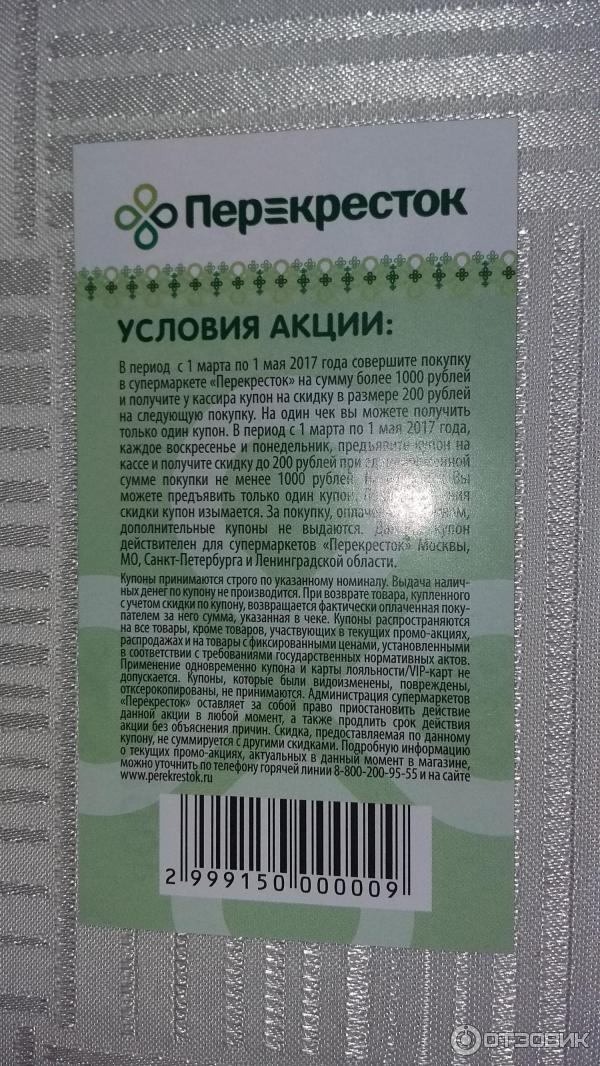 Перекресток
УСЛОВИЯ АКЦИИ:
В период с 1 марта по 1 мая 2017 года совершите покупку
в супермаркете «Перекресток» на сумму более 1000 рублей
и получите у кассира купон на скидку в размере 200 рублей
на следующую покупку. На один чек вы можете получить
только один купон. В период с 1 марта по 1 мая 2017 года,
каждое воскресенье и понедельник, предъявите купон на
кассе и получите скидку до 200 рублей при
сумме покупки не менее 1000 рублей. Вы
можете предъявить только один купон.
скидки купон изымается. За покупку,
дополнительные купоны не выдаются. купон
действителен для супермаркетов «Перекресток» Москвы,
МО, Санкт-Петербурга и Ленинградской области.
Купоны принимаются строго по указанному номиналу. Выдача налич-
ных денег по купону не производится. При возврате товара, купленного
с учетом скидки по купону, возвращается фактически оплаченная поку-
пателем за него сумма, указанная в чеке. Купоны распространяются
на все товары, кроме товаров, участвующих в текущих промо-акциях,
распродажах и на товары с фиксированными ценами, установленными
в соответствии с требованиями государственных нормативных актов.
Применение одновременно купона и карты лояльности/VIP-карт не
допускается. Купоны, которые были видоизменены, повреждены,
отксерокопированы, не принимаются. Администрация супермаркетов
«Перекресток» оставляет за собой право приостановить действие
данной акции в любой момент, а также продлить срок действия
акции без объяснения причин. Скидка, предоставляемая по данному
купону, не суммируется с другими скидками. Подробную информацию
о текущих промо-акциях, актуальных в данный момент в магазине,
можно уточнить по телефону горячей линии 8-800-200-95-55 и на сайте
www.perekrestok.ru
2 999150 000009
ОТЗОВИК